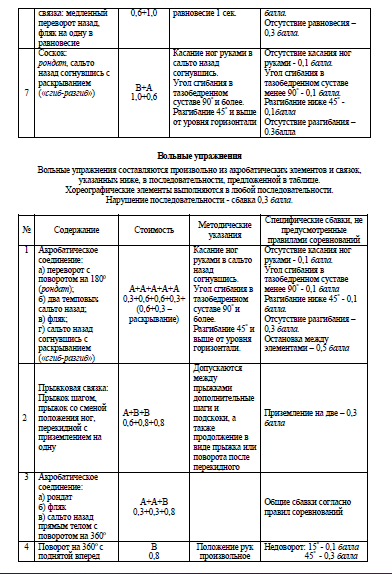 связка: медленный переворот назад, фляк на одну в равновесие
0,6+1,0
равновесие 1 сек.
балла.
Отсутствие равновесия – 0,3 балла.
7
Соскок:
рондат, сальто
назад согнувшись с
раскрыванием
(«сгиб-разгиб»)
В+А
1,0+0,6
Касание ног руками в
сальто назад
согнувшись.
Угол сгибания в
тазобедренном
суставе 90° и более.
Разгибание 45° и выше
от уровня горизонтали
Отсутствие касания ног
руками - 0,1 балла.
Угол сгибания в
тазобедренном суставе
менее 90° - 0,1 балла.
Разгибание ниже 45° -
0,1балла
Отсутствие разгибания -
0.3балла
Вольные упражнения
Вольные упражнения составляются произвольно из акробатических элементов и связок,
указанных ниже, в последовательности, предложенной в таблице.
Хореографические элементы выполняются в любой последовательности.
Нарушение последовательности - сбавка 0,3 балла.
№
Содержание
Стоимость
Методические
указания
Специфические сбавки, не
предусмотренные
правилами соревнований
1
Акробатическое
соединение:
а) переворот с
поворотом на 180°
(рондат);
б) два темповых
сальто назад;
в) фляк;
г) сальто назад
согнувшись с
раскрыванием
(«сгиб-разгиб»)
А+А+А+А+А
0,3+0,6+0,6+0,3+
(0,6+0,3 –
раскрывание)
Касание ног
руками в сальто
назад
согнувшись.
Угол сгибания в
тазобедренном
суставе 90° и
более.
Разгибание 45° и
выше от уровня
горизонтали.
Отсутствие касания ног
руками - 0,1 балла.
Угол сгибания в
тазобедренном суставе
менее 90° - 0,1 балла
Разгибание ниже 45° - 0,1
балла.
Отсутствие разгибания –
0,3 балла.
Остановка между
элементами – 0,5 балла
2
Прыжковая связка:
Прыжок шагом,
прыжок со сменой
положения ног,
перекидной с
приземлением на
одну
А+В+В
0,6+0,8+0,8
Допускаются
между
прыжками
дополнительные
шаги и
подскоки, а
также
продолжение в
виде прыжка или
поворота после
перекидного
Приземление на две – 0,3
балла
3
Акробатическое
соединение:
а) рондат
б) фляк
в) сальто назад
прямым телом с
поворотом на 360°
А+А+В
0,3+0,3+0,8
Общие сбавки согласно
правил соревнований
4
Поворот на 360° с
поднятой вперед
В
0,8
Положение рук
произвольное
Недоворот: 15° - 0,1 балла
45° - 0,3 балла